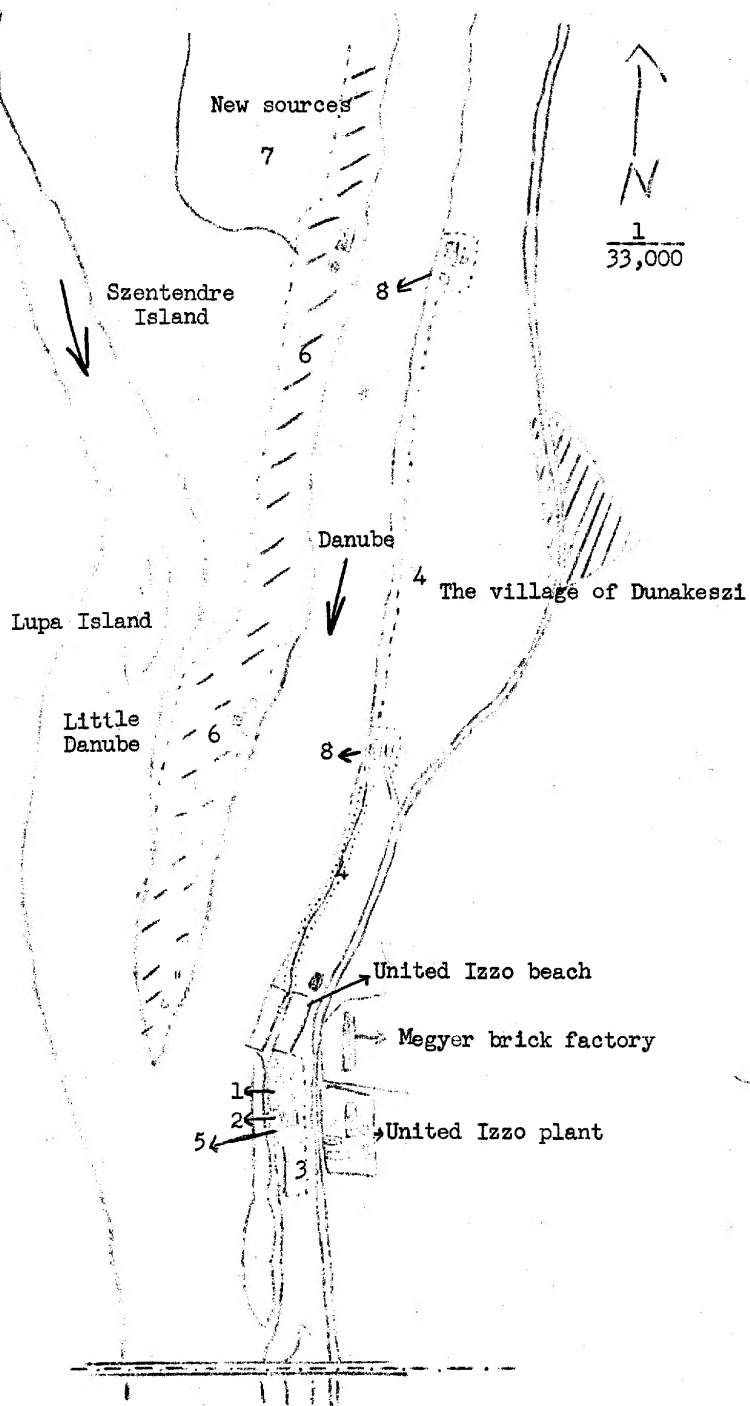 New sources
7
N
1
33,000
8
Szentendre
Island
6
Danube
4
The village of Dunakeszi
Lupa Island
Little
Danube
6
8
4
United Izzo beach
Megyer brick factory
1
2
United Izzo plant
5
3